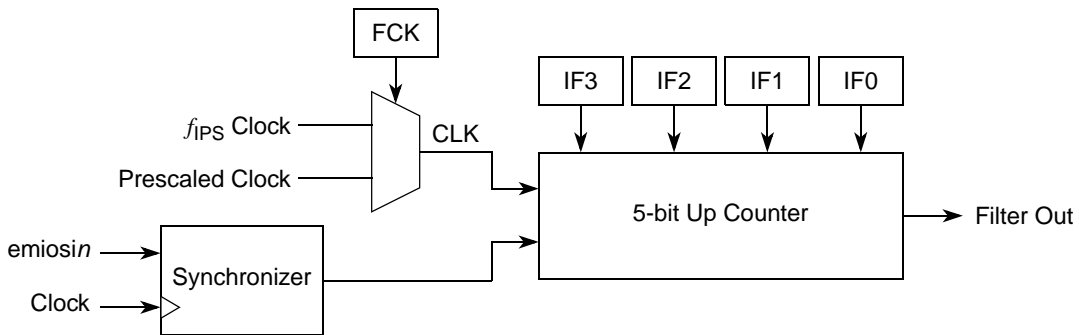 FCK
IF3 IF2 IF1 IF0
fIPS Clock
CLK
Prescaled Clock
5-bit Up Counter
Filter Out
emiosin
Synchronizer
Clock